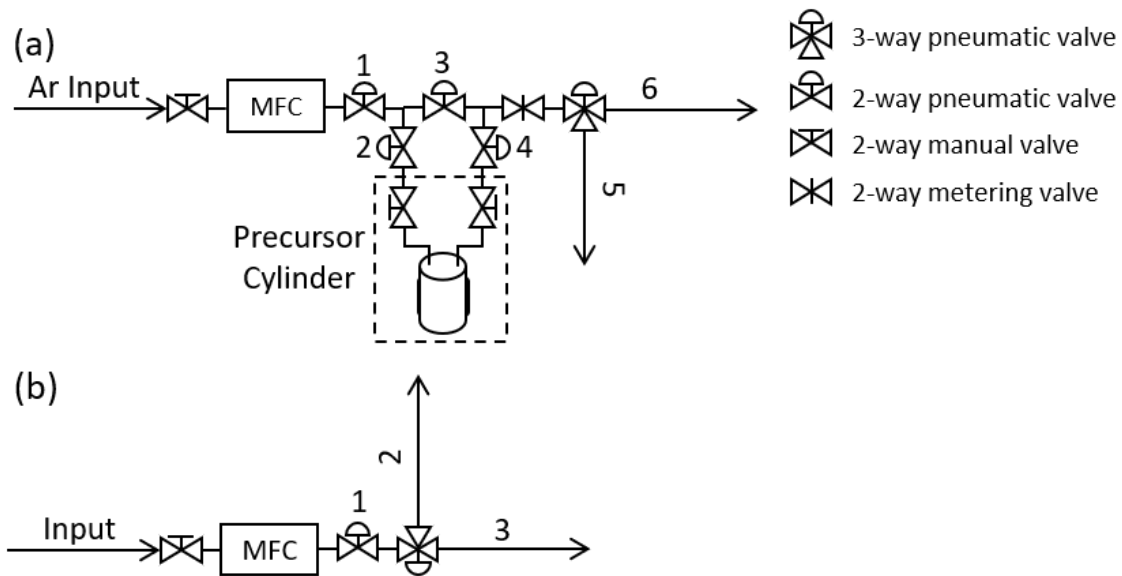 (a)
Ar Input
MFC
1
3
6
2
4
5
Precursor
Cylinder
3-way pneumatic valve
2-way pneumatic valve
2-way manual valve
2-way metering valve
(b)
Input
MFC
1
2
3